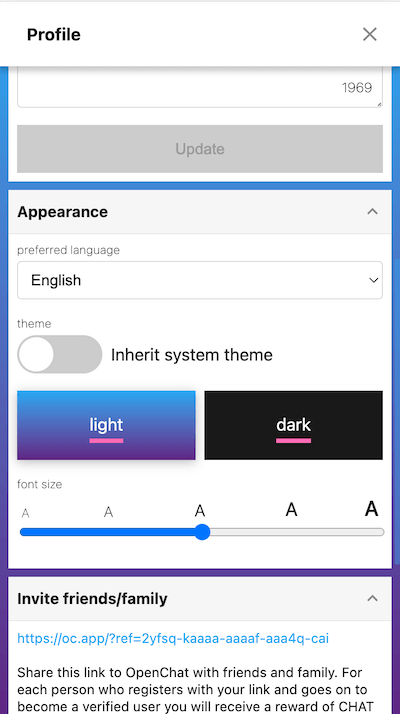 Profile
1969
Update
Appearance
preferred language
English
theme
Inherit system theme
light dark
font size
A A A A A
Invite friends/family
https://oc.app/?ref=2yfsq-kaaaa-aaaaf-aaa4q-cai
Share this link to OpenChat with friends and family. For
each person who registers with your link and goes on to
become a verified user you will receive a reward of CHAT